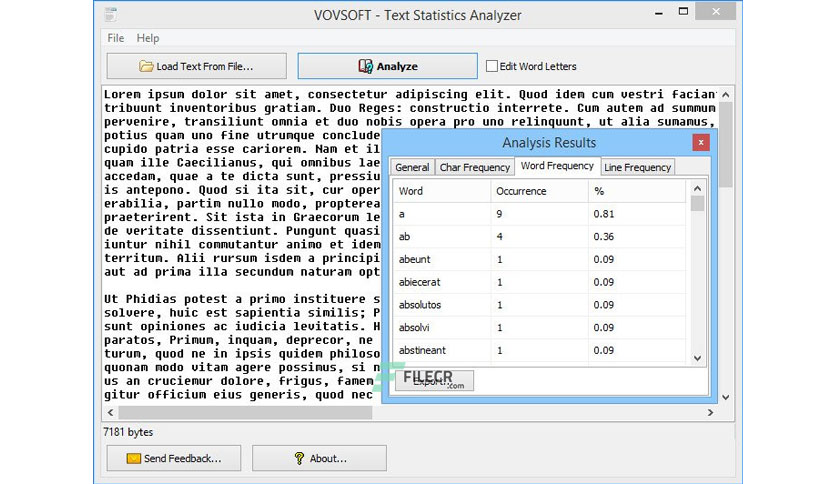 VOVSOFT - Text Statistics Analyzer
File Help
Load Text From File... Analyze Edit Word Letters
Lorem ipsum dolor sit amet, consectetur adipiscing elit. Quod idem cum vestri faciant
tribuunt inventoribus gratiam. Duo Reges: constructio interrete. Cum autem ad summum
pervenire, transiliunt omnia et duo nobis opera pro uno relinquunt, ut alia sumamus,
potius quam uno fine utrumque conclude
cupido patria esse cariorem. Nam et il
quam ille Caecilianus, qui omnibus lae
accedam, quae a te dicta sunt, pressiu
is antepono. Quod si ita sit, cur oper
erabilia, partim nullo modo, propterea
praeterirent. Sit ista in Graecorum le
de veritate dissentiunt. Pungunt quasi
iuntur nihil commutantur animo et idem
territum. Alii rursum isdem a principi
aut ad prima illa secundum naturam opt
Ut Phidias potest a primo instituere s
solvere, huic est sapientia similis; P
sunt opiniones ac iudicia levitatis. H
paratos, Primum, inquam, deprecor, ne
turum, quod ne in ipsis quidem philoso
quonam modo vitam agere possimus, si n
us an cruciemur dolore, frigus, famem
gitur officium eius generis, quod nec
Analysis Results
General Char Frequency Word Frequency Line Frequency
Word Occurrence %
a 9 0.81
ab 4 0.36
abeunt 1 0.09
abiecerat 1 0.09
absolutos 1 0.09
absolvi 1 0.09
abstineant 1 0.09
Export...
FILECR
.com
7181 bytes
Send Feedback... About...